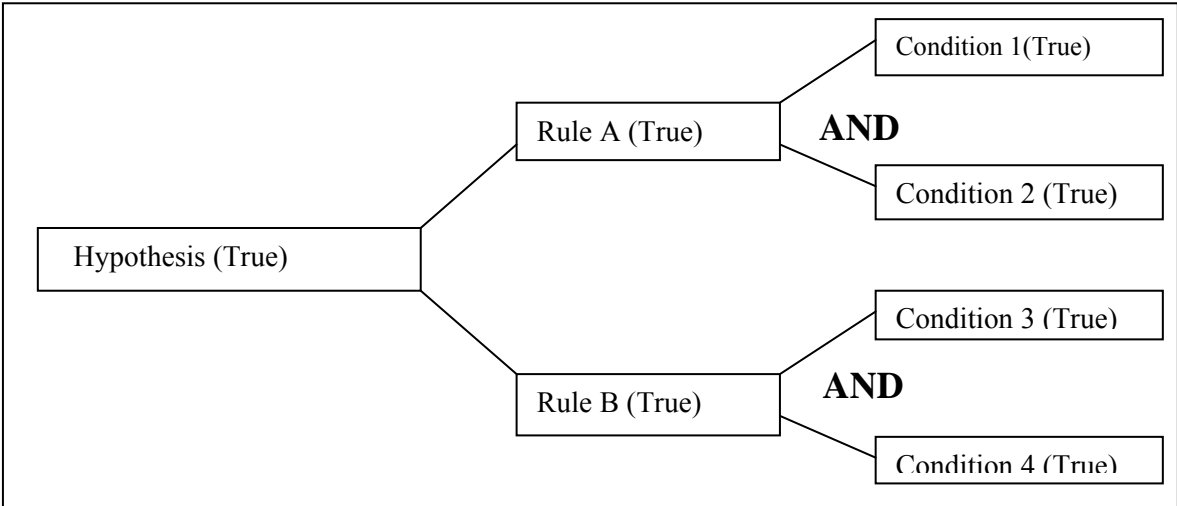 Condition 1(True)
Rule A (True)
AND
Condition 2 (True)
Hypothesis (True)
Condition 3 (True)
Rule B (True)
AND
Condition 4 (True)